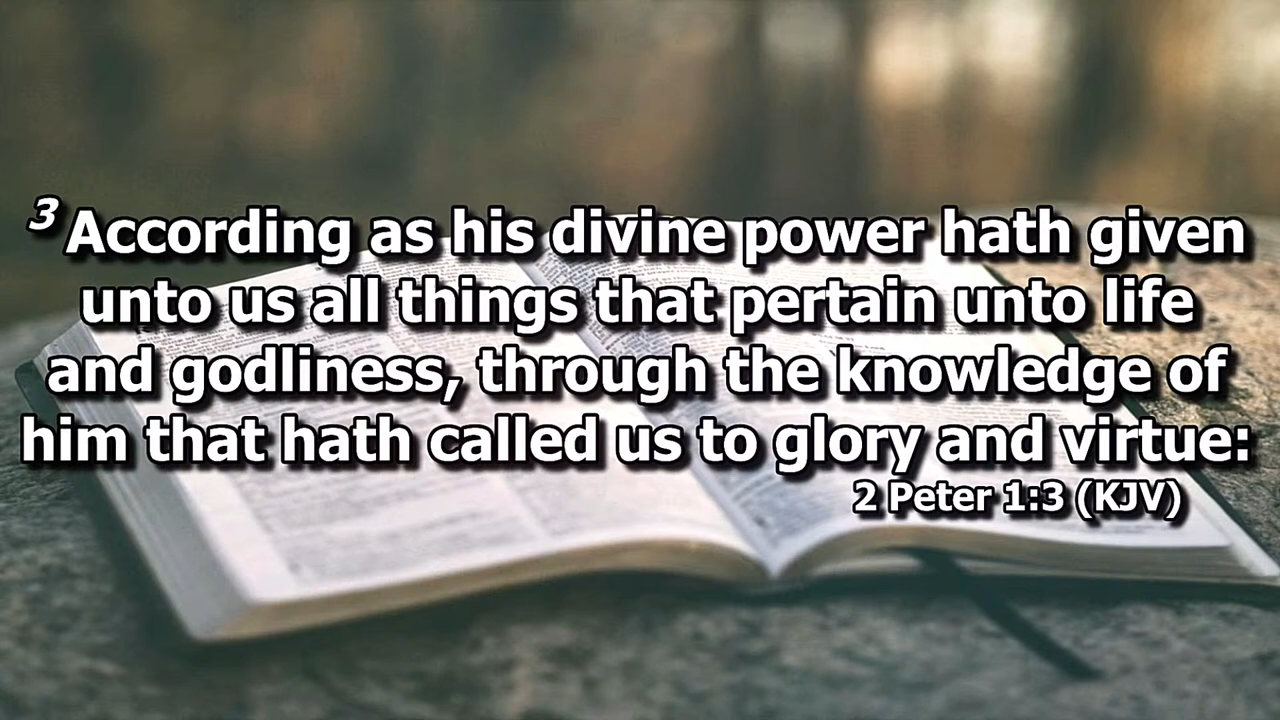 3 According as his divine power hath given
unto us all things that pertain unto life
and godliness, through the knowledge of
him that hath called us to glory and virtue:
2 Peter 1:3 (KJV)